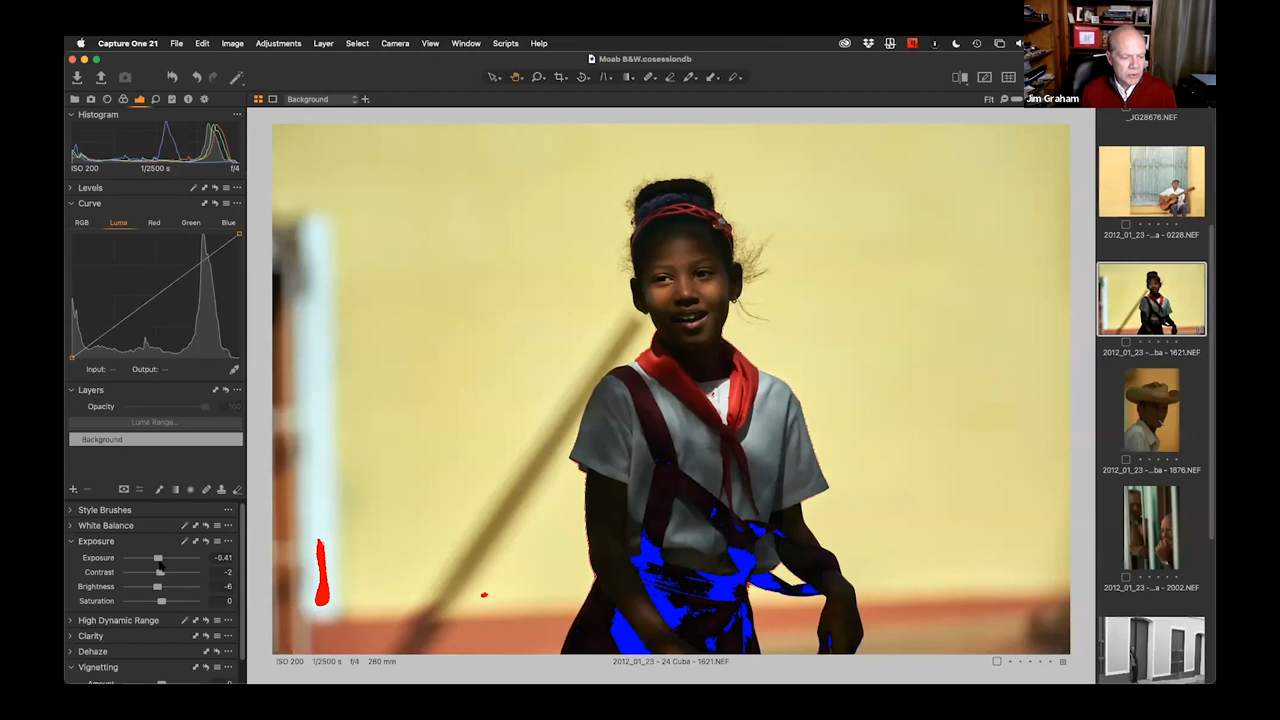 Capture One 21 File Edit Image Adjustments Layer Select Camera View Window Scripts Help
Moab B&W.cosessiondb
Jim Graham
Background
Fit
Histogram
ISO 200 1/2500 s f/4
Levels
Curve
RGB Luma Red Green Blue
Input: -- Output: --
Layers
Opacity 100
Luma Range...
Background
Style Brushes
White Balance
Exposure
Exposure -0.41
Contrast -2
Brightness -6
Saturation 0
High Dynamic Range
Clarity
Dehaze
Vignetting
Amount 0
ISO 200 1/2500 s f/4 280 mm
2012_01_23 - 24 Cuba - 1621.NEF
_JG28676.NEF
2012_01_23 -...a - 0228.NEF
2012_01_23 -...ba - 1621.NEF
2012_01_23 -...ba - 1876.NEF
2012_01_23 -...ba - 2002.NEF